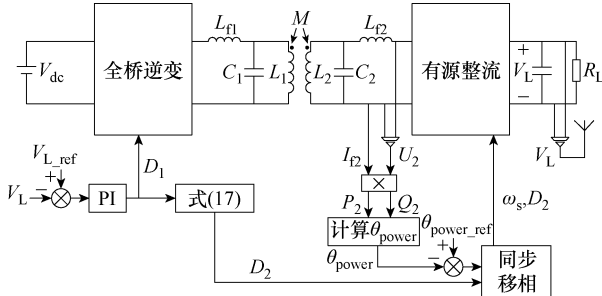 L_f1
M
L_f2
V_dc
全桥逆变
C_1
L_1
L_2
C_2
有源整流
+
V_L
−
R_L
V_L_ref
D_1
I_f2
U_2
V_L
+
V_L
−
PI
式(17)
×
ω_s,D_2
P_2
Q_2
计算θ_power
θ_power_ref
+
θ_power
−
D_2
同步
移相